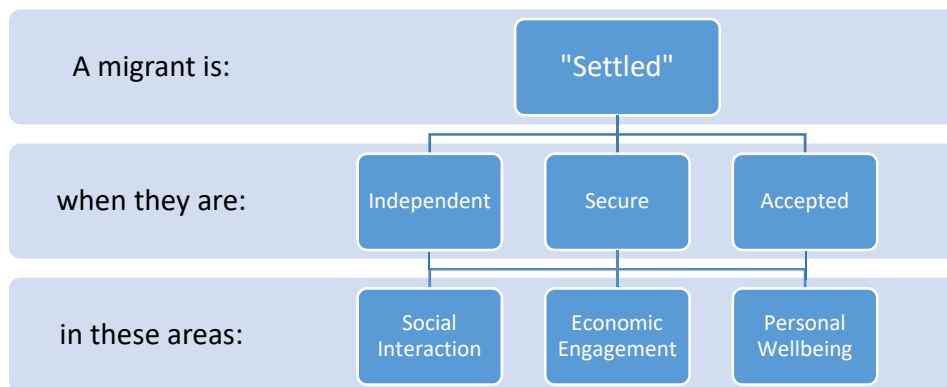 A migrant is:
"Settled"
when they are:
Independent
Secure
Accepted
in these areas:
Social
Interaction
Economic
Engagement
Personal
Wellbeing